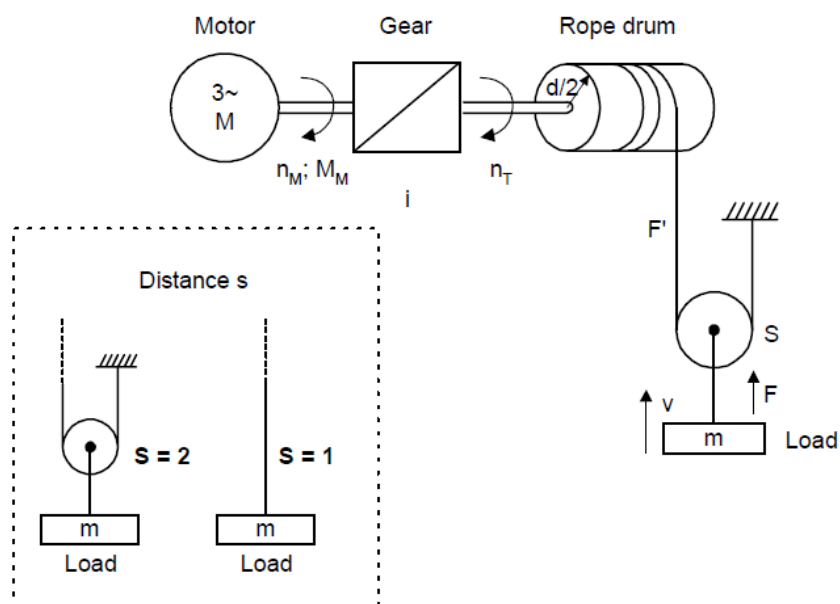 Motor
Gear
Rope drum
3~
M
d/2
n_M; M_M
n_T
i
F'
S
F
v
m
Load
Distance s
S = 2
S = 1
m
m
Load
Load